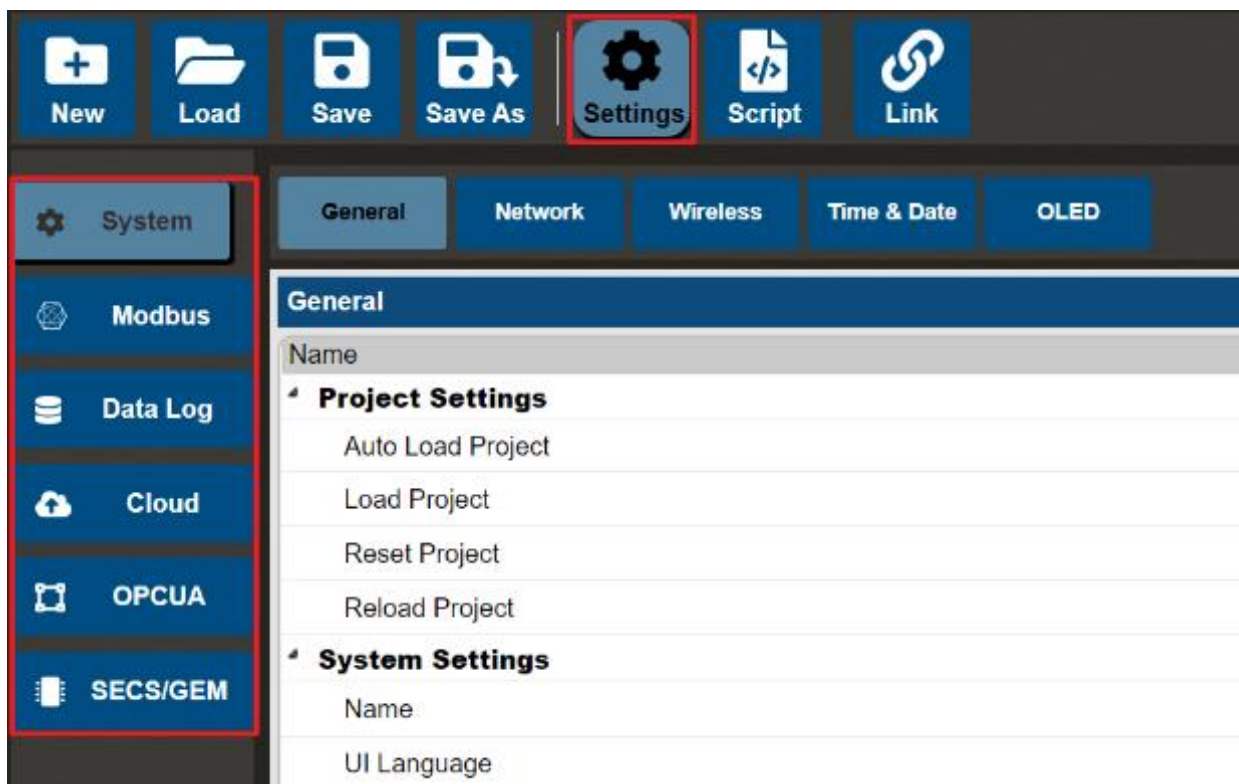 New Load Save Save As Settings Script Link
System
Modbus
Data Log
Cloud
OPCUA
SECS/GEM
General Network Wireless Time & Date OLED
General
Name
Project Settings
Auto Load Project
Load Project
Reset Project
Reload Project
System Settings
Name
UI Language